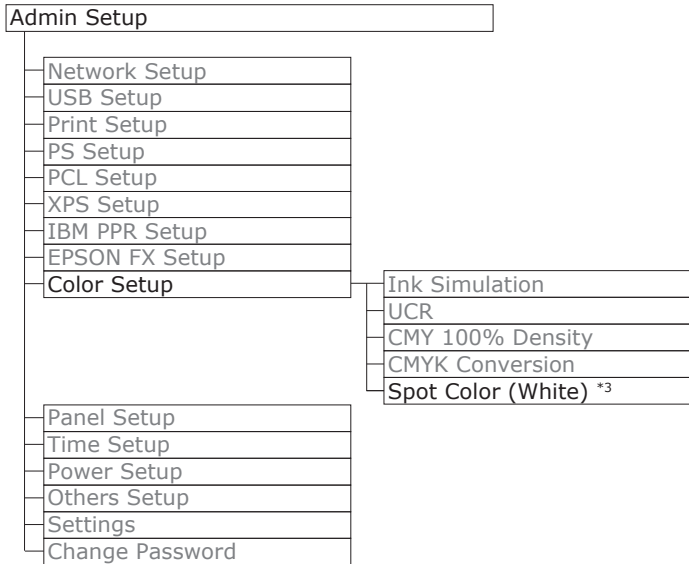 Admin Setup
Network Setup
USB Setup
Print Setup
PS Setup
PCL Setup
XPS Setup
IBM PPR Setup
EPSON FX Setup
Color Setup
Ink Simulation
UCR
CMY 100% Density
CMYK Conversion
Spot Color (White) *3
Panel Setup
Time Setup
Power Setup
Others Setup
Settings
Change Password